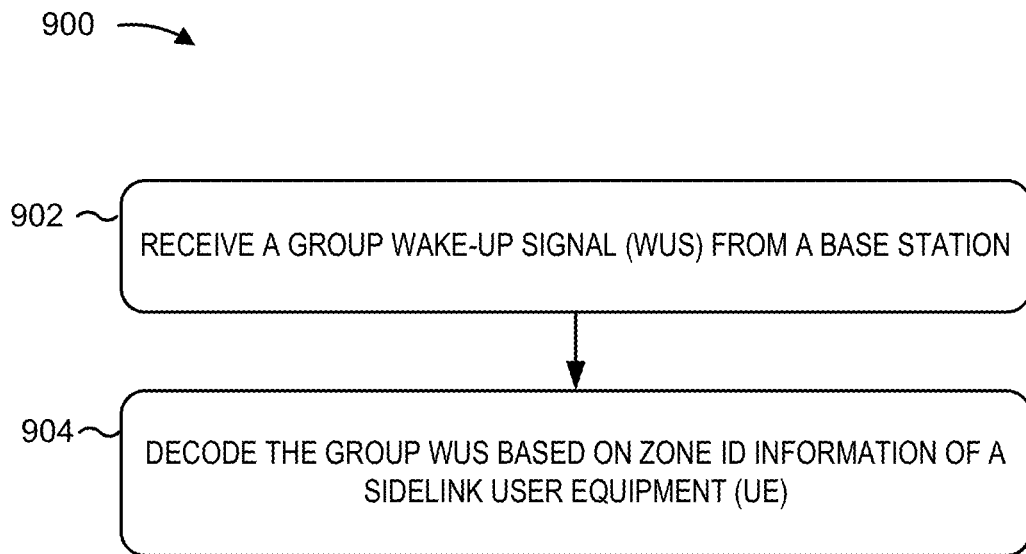 900
902
RECEIVE A GROUP WAKE-UP SIGNAL (WUS) FROM A BASE STATION
904
DECODE THE GROUP WUS BASED ON ZONE ID INFORMATION OF A
SIDELINK USER EQUIPMENT (UE)